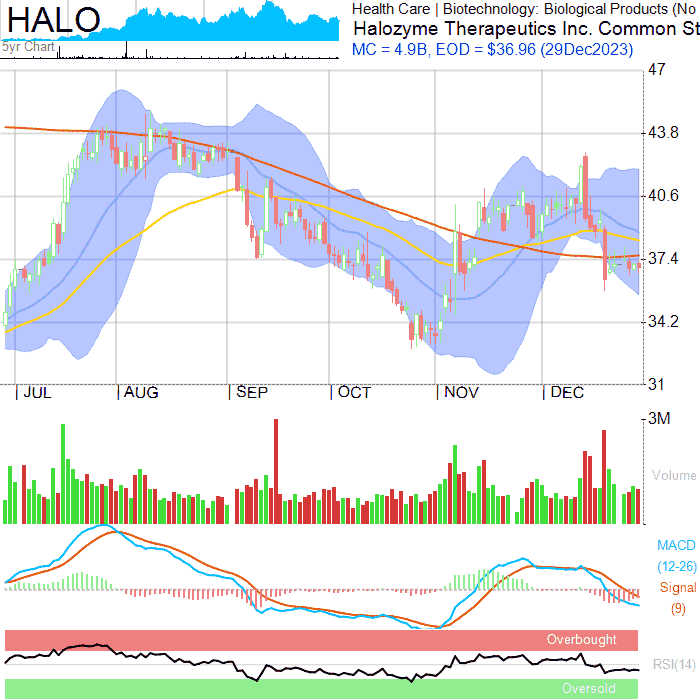 HALO
5yr Chart
Health Care | Biotechnology: Biological Products (No
Halozyme Therapeutics Inc. Common St
MC = 4.9B, EOD = $36.96 (29Dec2023)
47
43.8
40.6
37.4
34.2
31
JUL AUG SEP OCT NOV DEC
3M
Volume
MACD
(12-26)
Signal
(9)
Overbought
RSI(14)
Oversold